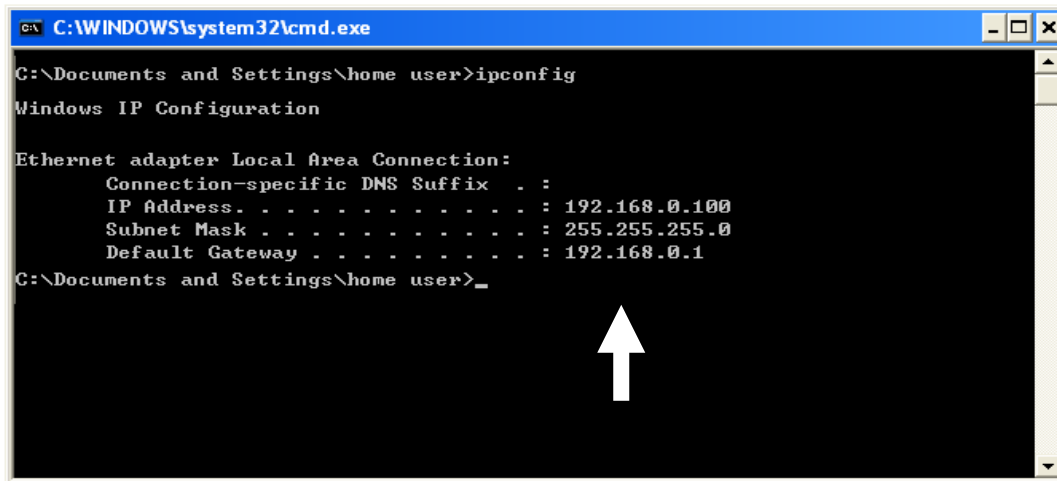 C:\WINDOWS\system32\cmd.exe
C:\Documents and Settings\home user>ipconfig
Windows IP Configuration
Ethernet adapter Local Area Connection:
Connection-specific DNS Suffix . :
IP Address. . . . . . . . . . . . : 192.168.0.100
Subnet Mask . . . . . . . . . . . : 255.255.255.0
Default Gateway . . . . . . . . . : 192.168.0.1
C:\Documents and Settings\home user>_